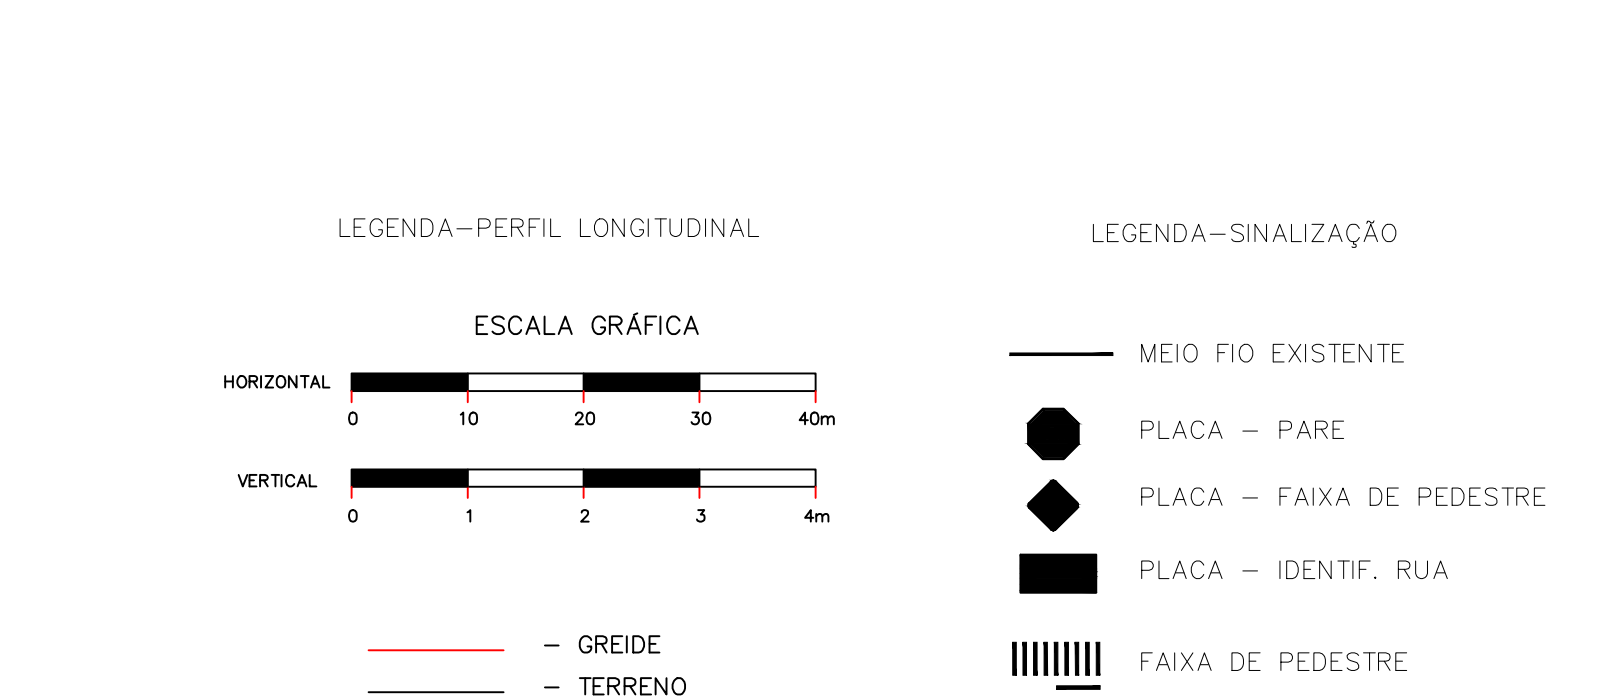 LEGENDA-PERFIL LONGITUDINAL
ESCALA GRÁFICA
HORIZONTAL
0 10 20 30 40m
VERTICAL
0 1 2 3 4m
- GREIDE
- TERRENO
LEGENDA-SINALIZAÇÃO
MEIO FIO EXISTENTE
PLACA - PARE
PLACA - FAIXA DE PEDESTRE
PLACA - IDENTIF. RUA
FAIXA DE PEDESTRE